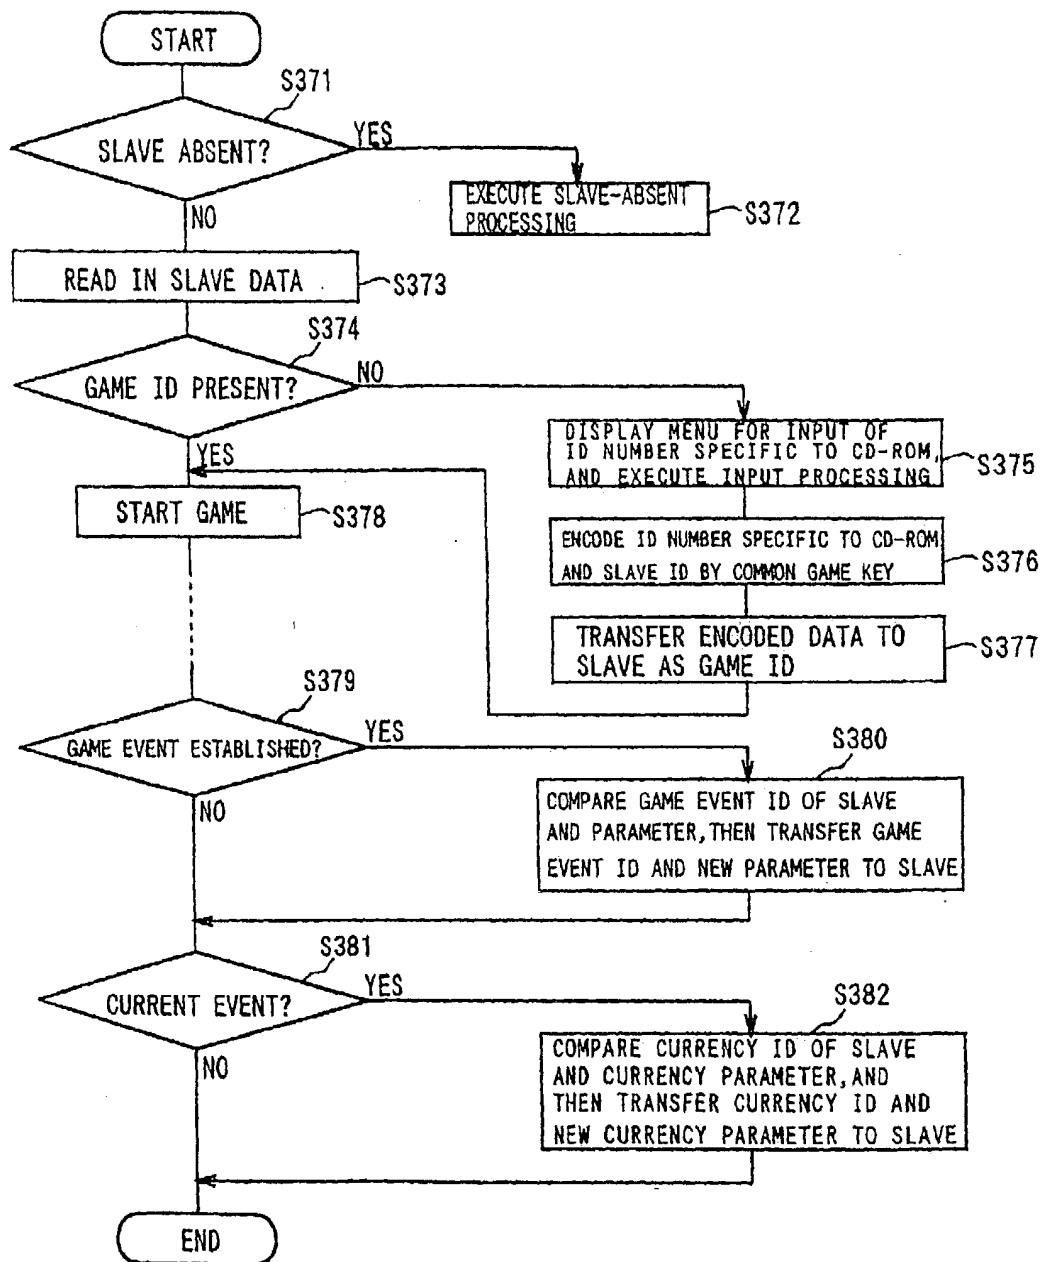 START
S371
SLAVE ABSENT?
YES
EXECUTE SLAVE-ABSENT
PROCESSING
S372
NO
READ IN SLAVE DATA
S373
S374
GAME ID PRESENT?
NO
DISPLAY MENU FOR INPUT OF
ID NUMBER SPECIFIC TO CD-ROM,
AND EXECUTE INPUT PROCESSING
S375
YES
START GAME
S378
ENCODE ID NUMBER SPECIFIC TO CD-ROM
AND SLAVE ID BY COMMON GAME KEY
S376
TRANSFER ENCODED DATA TO
SLAVE AS GAME ID
S377
S379
GAME EVENT ESTABLISHED?
YES
S380
COMPARE GAME EVENT ID OF SLAVE
AND PARAMETER, THEN TRANSFER GAME
EVENT ID AND NEW PARAMETER TO SLAVE
NO
S381
CURRENT EVENT?
YES
S382
COMPARE CURRENCY ID OF SLAVE
AND CURRENCY PARAMETER, AND
THEN TRANSFER CURRENCY ID AND
NEW CURRENCY PARAMETER TO SLAVE
NO
END